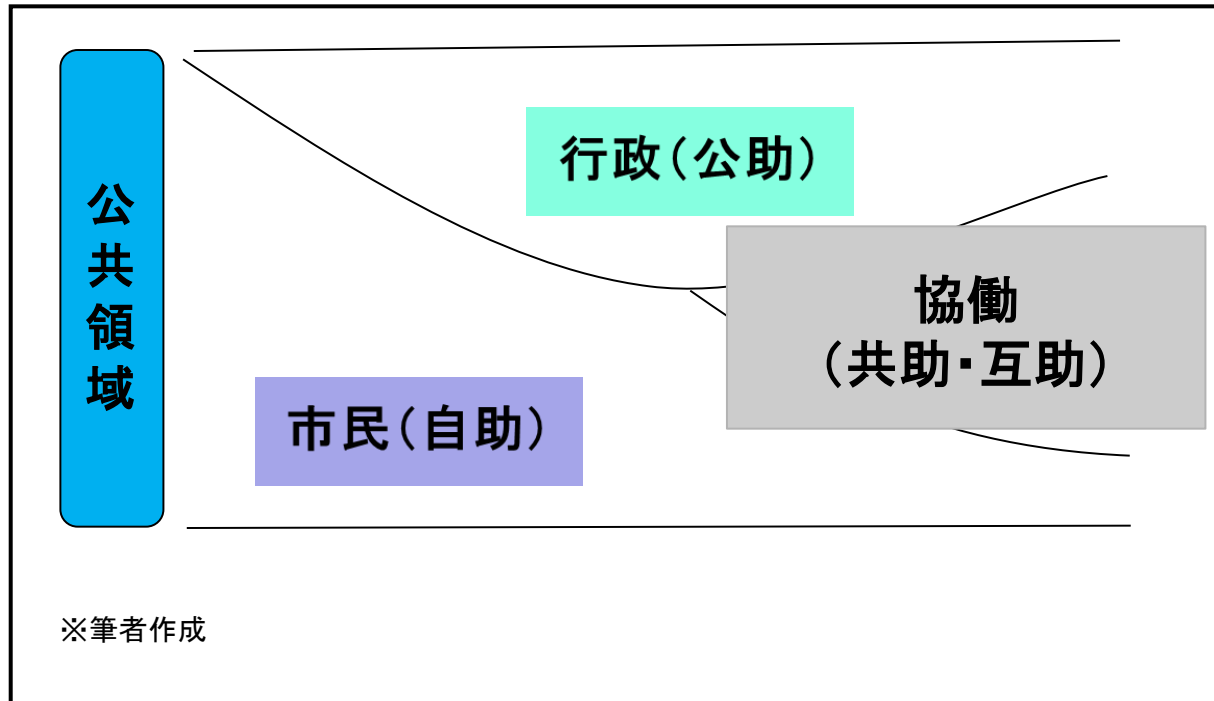 公共領域
行政（公助）
協働
（共助・互助）
市民（自助）
※筆者作成